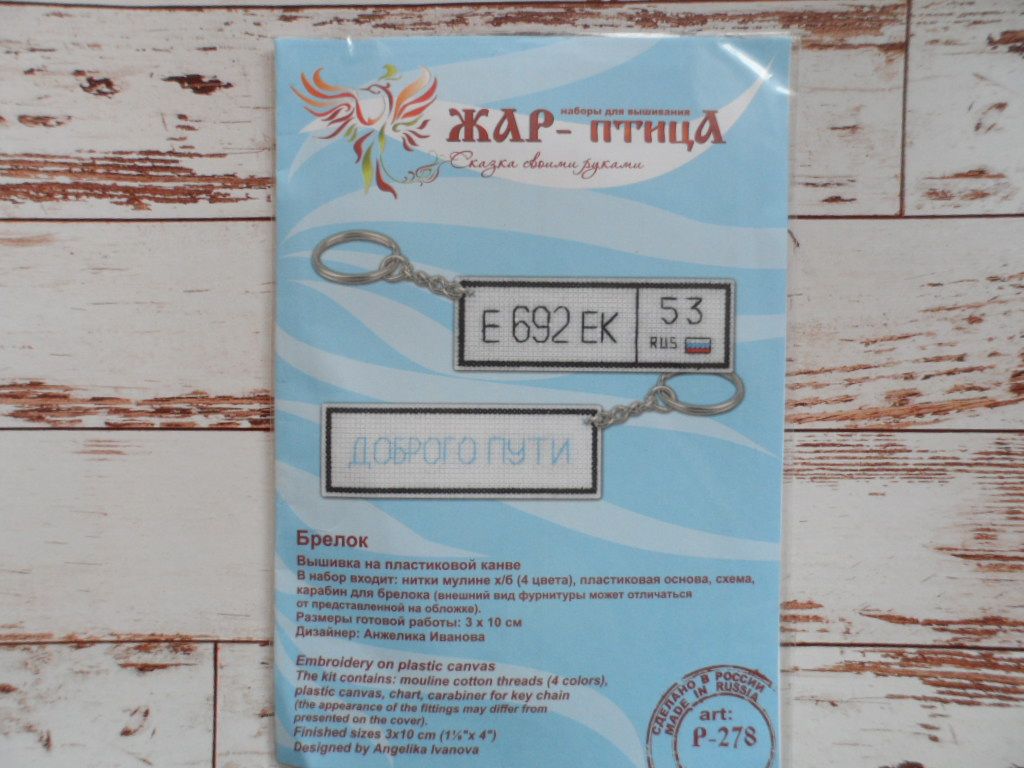 наборы для вышивания
ЖАР-ПТИЦА
Сказка своими руками
Е 692 ЕК
53
RUS
ДОБРОГО ПУТИ
Брелок
Вышивка на пластиковой канве
В набор входит: нитки мулине х/б (4 цвета), пластиковая основа, схема,
карабин для брелока (внешний вид фурнитуры может отличаться
от представленной на обложке).
Размеры готовой работы: 3 х 10 см
Дизайнер: Анжелика Иванова
Embroidery on plastic canvas
The kit contains: mouline cotton threads (4 colors),
plastic canvas, chart, carabiner for key chain
(the appearance of the fittings may differ from
presented on the cover).
Finished sizes 3x10 cm (1⅛"x 4")
Designed by Angelika Ivanova
СДЕЛАНО В РОССИИ
MADE IN RUSSIA
art:
P-278